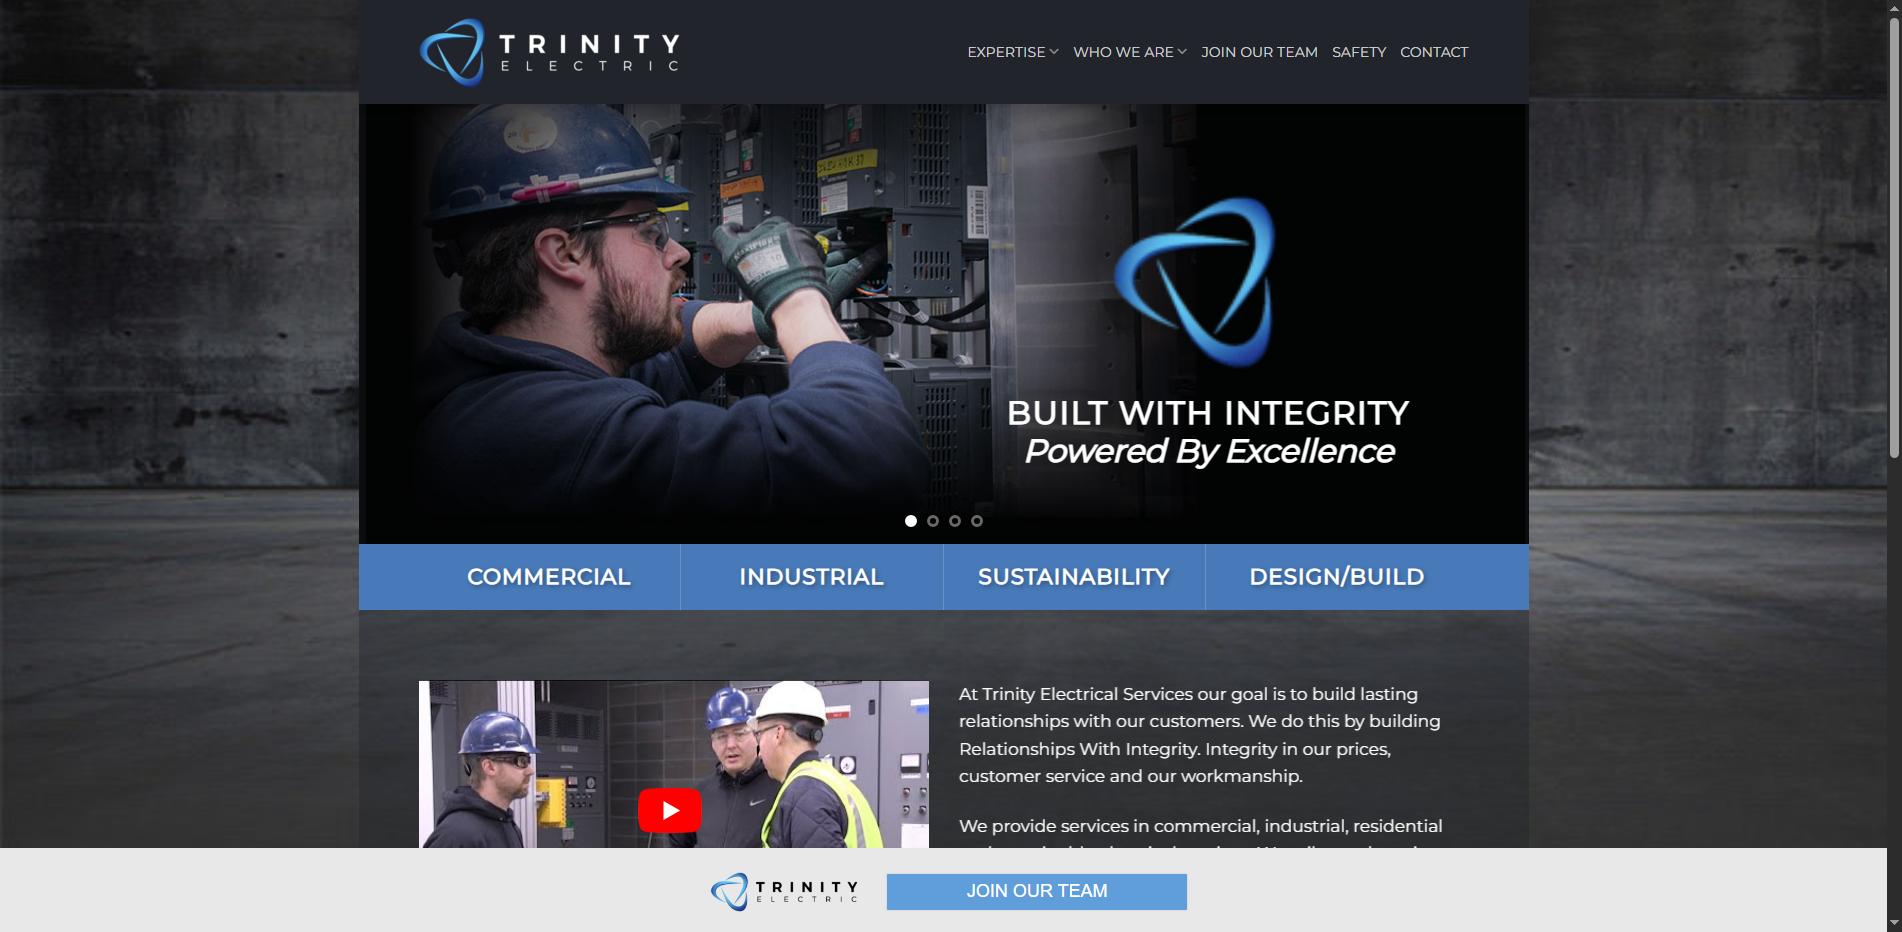 TRINITY
ELECTRIC
EXPERTISE WHO WE ARE JOIN OUR TEAM SAFETY CONTACT
BUILT WITH INTEGRITY
Powered By Excellence
COMMERCIAL INDUSTRIAL SUSTAINABILITY DESIGN/BUILD
At Trinity Electrical Services our goal is to build lasting
relationships with our customers. We do this by building
Relationships With Integrity. Integrity in our prices,
customer service and our workmanship.
We provide services in commercial, industrial, residential
TRINITY
ELECTRIC
JOIN OUR TEAM